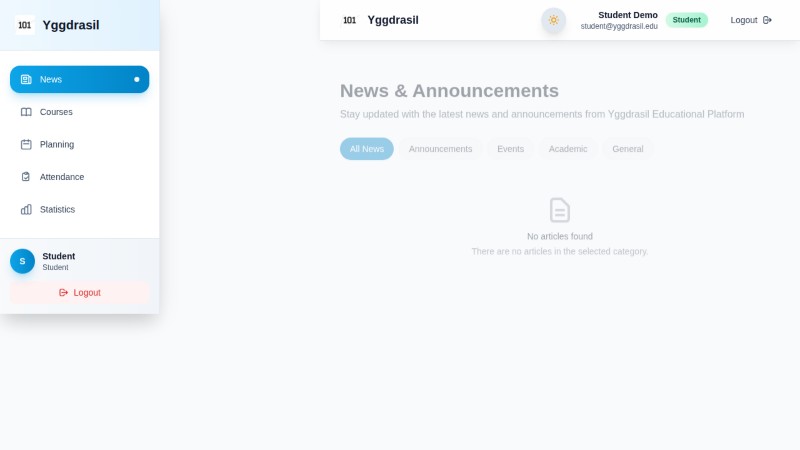 101 Yggdrasil
News
Courses
Planning
Attendance
Statistics
S
Student
Student
Logout
101 Yggdrasil
Student Demo
student@yggdrasil.edu
Student
Logout
News & Announcements
Stay updated with the latest news and announcements from Yggdrasil Educational Platform
All News Announcements Events Academic General
No articles found
There are no articles in the selected category.